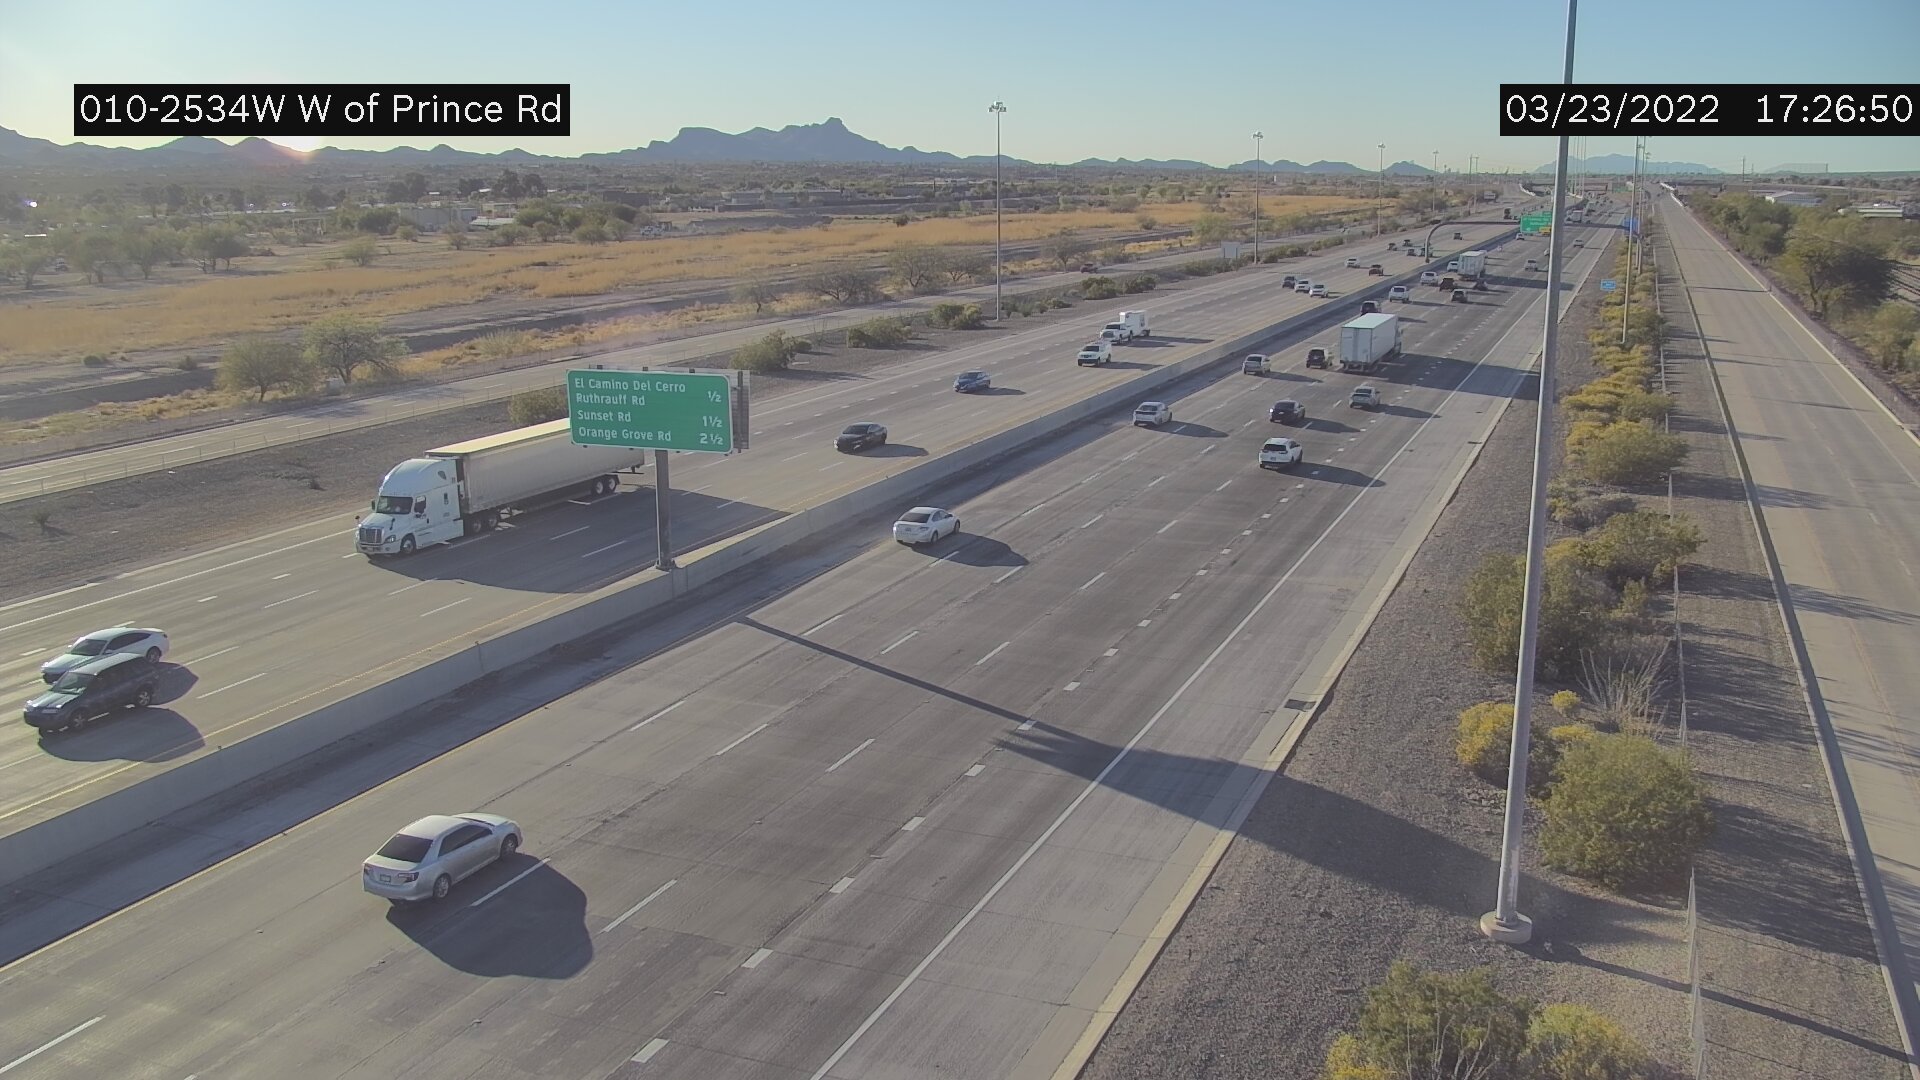 010-2534W W of Prince Rd
03/23/2022 17:26:50
El Camino Del Cerro
Ruthrauff Rd 1/2
Sunset Rd 1 1/2
Orange Grove Rd 2 1/2